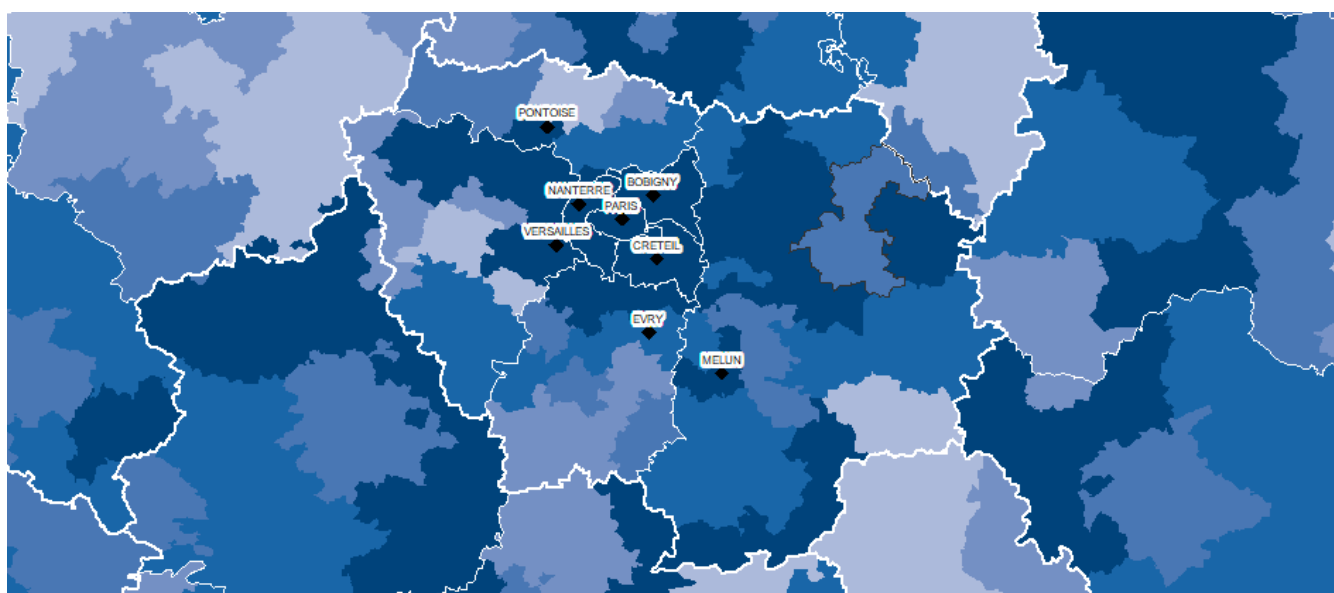 PONTOISE
BOBIGNY
NANTERRE
PARIS
VERSAILLES
CRETEIL
EVRY
MELUN